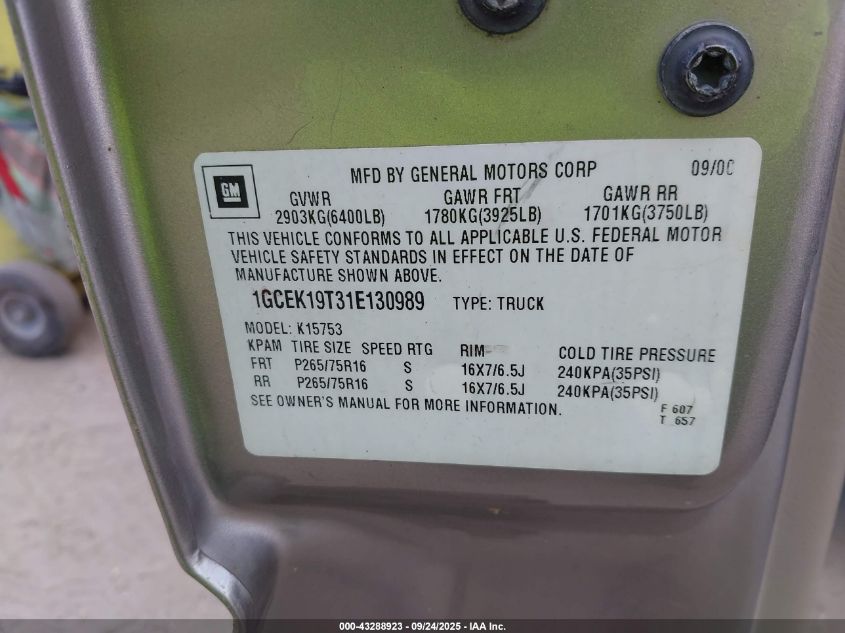 MFD BY GENERAL MOTORS CORP 09/00
GM
GVWR GAWR FRT GAWR RR
2903KG(6400LB) 1780KG(3925LB) 1701KG(3750LB)
THIS VEHICLE CONFORMS TO ALL APPLICABLE U.S. FEDERAL MOTOR
VEHICLE SAFETY STANDARDS IN EFFECT ON THE DATE OF
MANUFACTURE SHOWN ABOVE.
1GCEK19T31E130989 TYPE: TRUCK
MODEL: K15753
KPAM TIRE SIZE SPEED RTG RIM COLD TIRE PRESSURE
FRT P265/75R16 S 16X7/6.5J 240KPA(35PSI)
RR P265/75R16 S 16X7/6.5J 240KPA(35PSI)
SEE OWNER'S MANUAL FOR MORE INFORMATION.
F 607
T 657
000-43288923 - 09/24/2025 - IAA Inc.